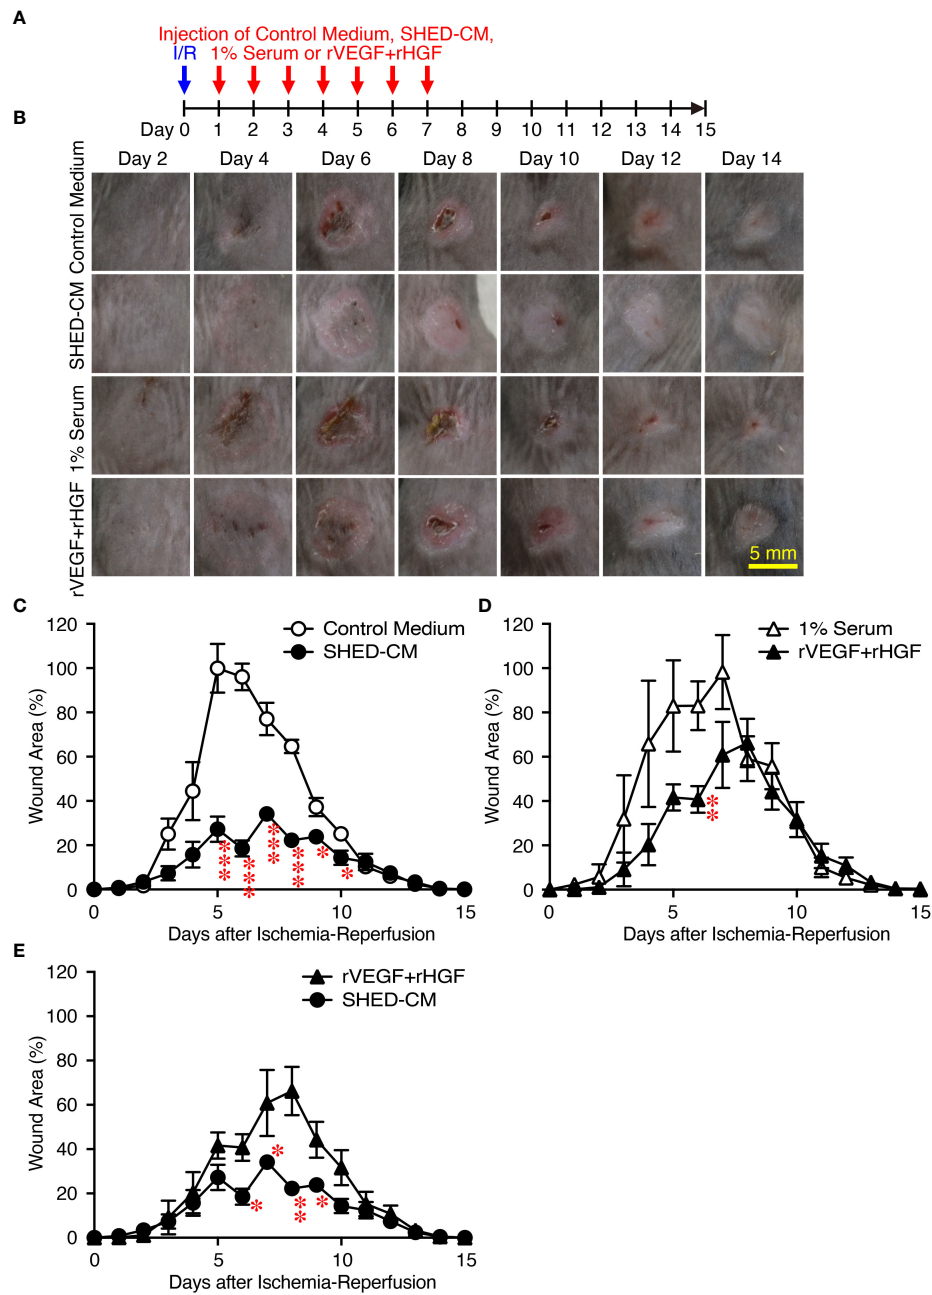 A
Injection of Control Medium, SHED-CM,
I/R 1% Serum or rVEGF+rHGF
Day 0 1 2 3 4 5 6 7 8 9 10 11 12 13 14 15
B
Day 2 Day 4 Day 6 Day 8 Day 10 Day 12 Day 14
Control Medium
SHED-CM
1% Serum
rVEGF+rHGF
5 mm
C
Control Medium
SHED-CM
Wound Area (%)
120
100
80
60
40
20
0
*** *** *** *** * *
0 5 10 15
Days after Ischemia-Reperfusion
D
1% Serum
rVEGF+rHGF
Wound Area (%)
120
100
80
60
40
20
0
**
0 5 10 15
Days after Ischemia-Reperfusion
E
rVEGF+rHGF
SHED-CM
Wound Area (%)
120
100
80
60
40
20
0
* * ** *
0 5 10 15
Days after Ischemia-Reperfusion